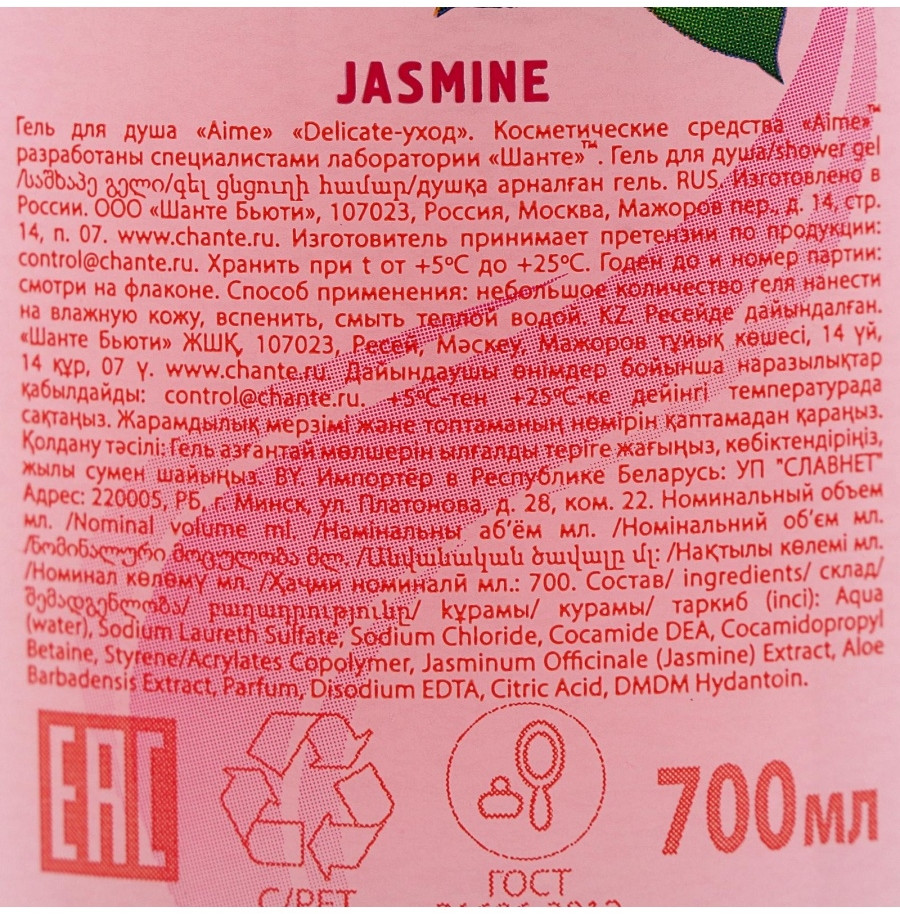 JASMINE
Гель для душа «Aime» «Delicate-уход». Косметические средства «Aime»™
разработаны специалистами лаборатории «Шанте»™. Гель для душа/shower gel
/საშხაპე გელი/գել ցնցուղի համար/душқа арналған гель. RUS. Изготовлено в
России. ООО «Шанте Бьюти», 107023, Россия, Москва, Мажоров пер., д. 14, стр.
14, п. 07. www.chante.ru. Изготовитель принимает претензии по продукции:
control@chante.ru. Хранить при t от +5ºС до +25ºС. Годен до и номер партии:
смотри на флаконе. Способ применения: небольшое количество геля нанести
на влажную кожу, вспенить, смыть теплой водой. KZ. Ресейде дайындалған.
«Шанте Бьюти» ЖШҚ, 107023, Ресей, Мәскеу, Мажоров тұйық көшесі, 14 үй,
14 құр, 07 ү. www.chante.ru. Дайындаушы өнімдер бойынша наразылықтар
қабылдайды: control@chante.ru. +5ºС-тен +25ºС-ке дейінгі температурада
сақтаңыз. Жарамдылық мерзімі және топтаманың нөмірін қаптамадан қараңыз.
Қолдану тәсілі: Гель азғантай мөлшерін ылғалды теріге жағыңыз, көбіктендіріңіз,
жылы сумен шайыңыз. BY. Импортёр в Республике Беларусь: УП "СЛАВНЕТ"
Адрес: 220005, РБ, г. Минск, ул. Платонова, д. 28, ком. 22. Номинальный объем
мл. /Nominal volume ml. /Намінальны аб’ём мл. /Номінальний об’єм мл.
/ნომინალური მოცულობა მლ. /Անվանական ծավալը մլ: /Нақтылы көлемі мл.
/Номинал көлөмү мл. /Ҳаҷми номиналӣ мл.: 700. Состав/ ingredients/ склад/
შემადგენლობა/ բաղադրությունը/ құрамы/ курамы/ таркиб (inci): Aqua
(water), Sodium Laureth Sulfate, Sodium Chloride, Cocamide DEA, Cocamidopropyl
Betaine, Styrene/Acrylates Copolymer, Jasminum Officinale (Jasmine) Extract, Aloe
Barbadensis Extract, Parfum, Disodium EDTA, Citric Acid, DMDM Hydantoin.
EAC
700мл
ГОСТ
C/PET